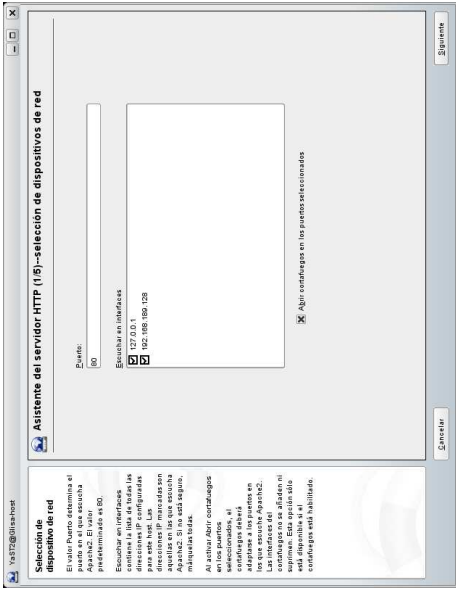 YaST2@Glisa-host
Selección de
dispositivo de red
El valor Puerto determina el
puerto en el que escucha
Apache2. El valor
predeterminado es 80.
Escuchar en interfaces
contiene la lista de todas las
direcciones IP configuradas
para este host. Las
direcciones IP marcadas son
aquellas en las que escucha
Apache2. Si no está seguro,
márquelas todas.
Al activar Abrir cortafuegos
en los puertos
seleccionados, el
cortafuegos deberá
adaptarse a los puertos en
los que escuche Apache2.
Las interfaces del
cortafuegos no se añaden ni
suprimen. Esta opción sólo
está disponible si el
cortafuegos está habilitado.
Asistente del servidor HTTP (1/5)--selección de dispositivos de red
Puerto:
80
Escuchar en interfaces
127.0.0.1
192.168.189.128
Abrir cortafuegos en los puertos seleccionados
Cancelar
Siguiente